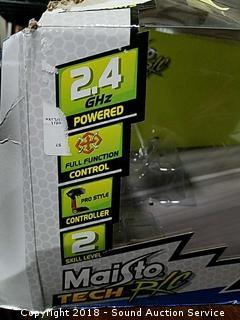 2.4
GHz
POWERED
FULL FUNCTION
CONTROL
PRO STYLE
CONTROLLER
2
SKILL LEVEL
Maisto
TECH R/C
R/C
Copyright 2018 - Sound Auction Service